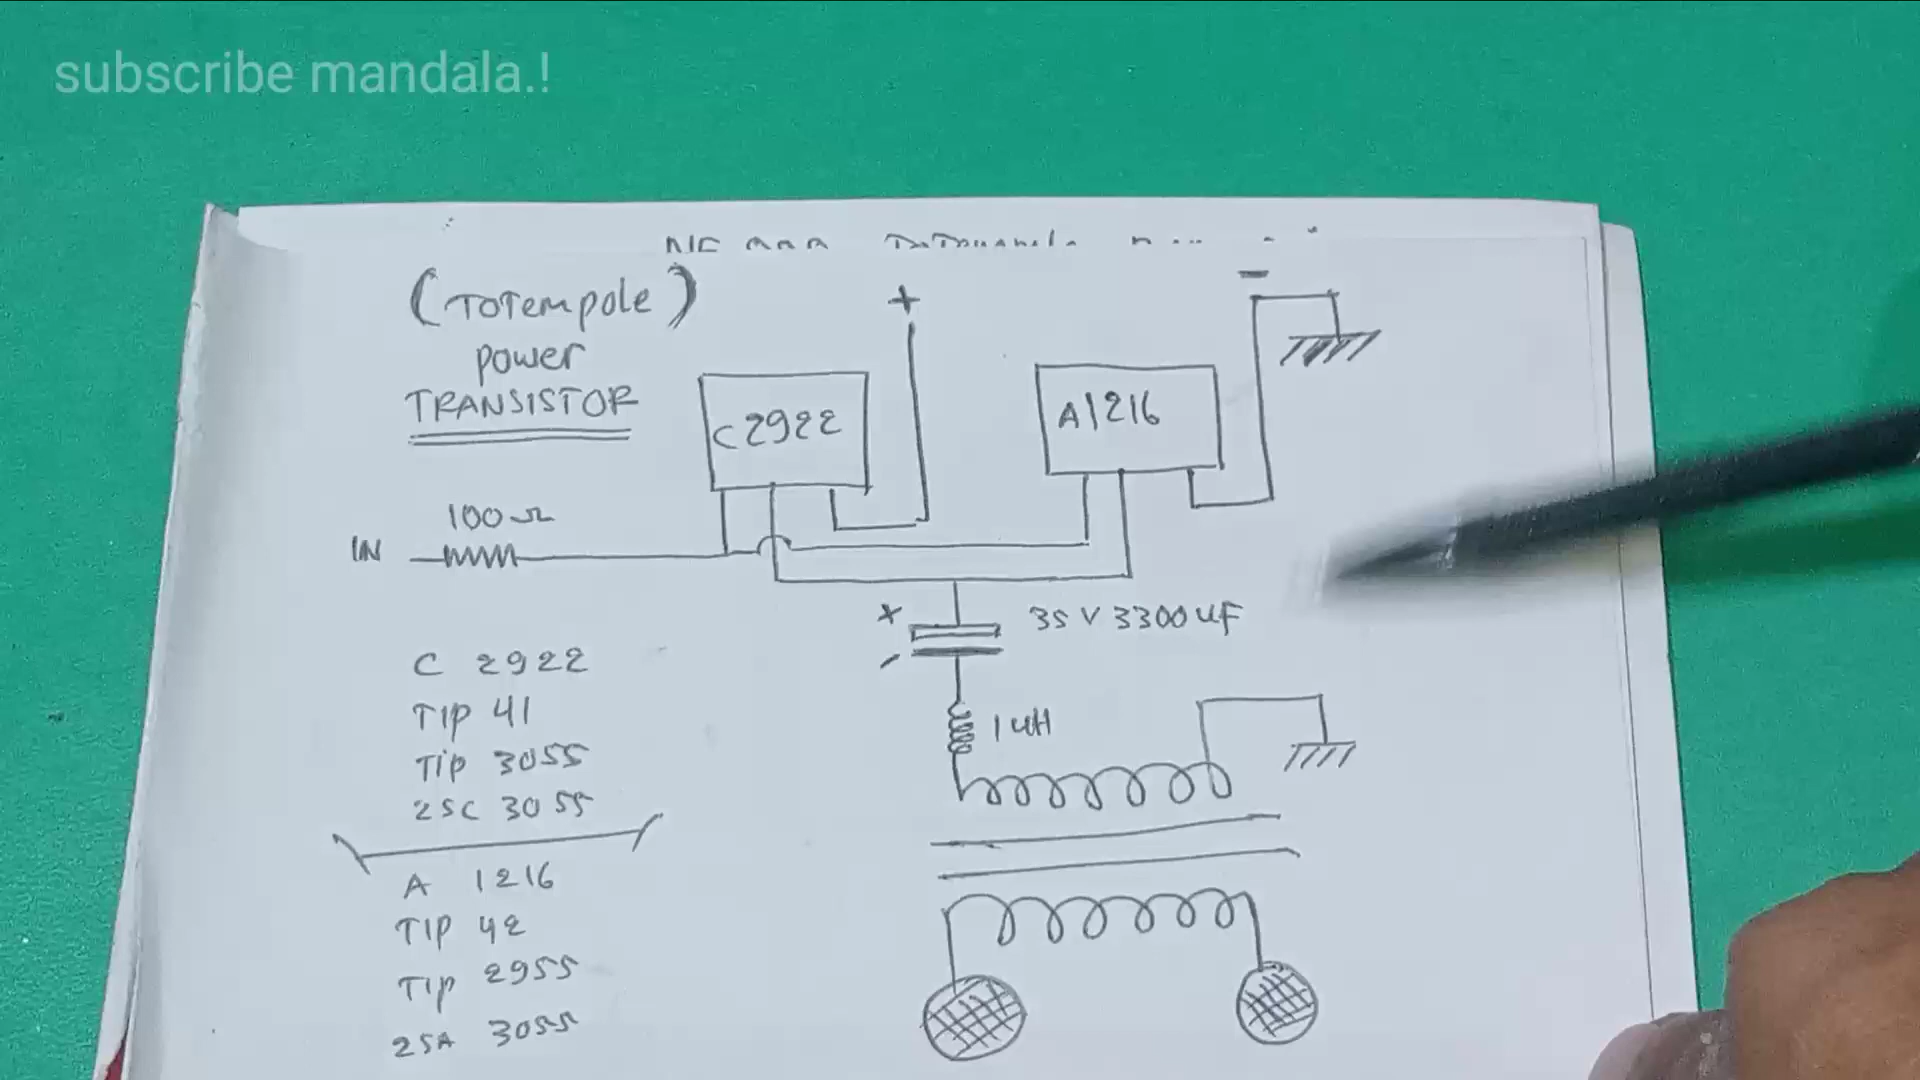 subscribe mandala.!
(TOTempole)
power
TRANSISTOR
+
-
C2922
A1216
100Ω
IN
+
35V 3300uF
-
1uH
C 2922
TIP 41
TIP 3055
2SC 3055
A 1216
TIP 42
TIP 2955
2SA 3055